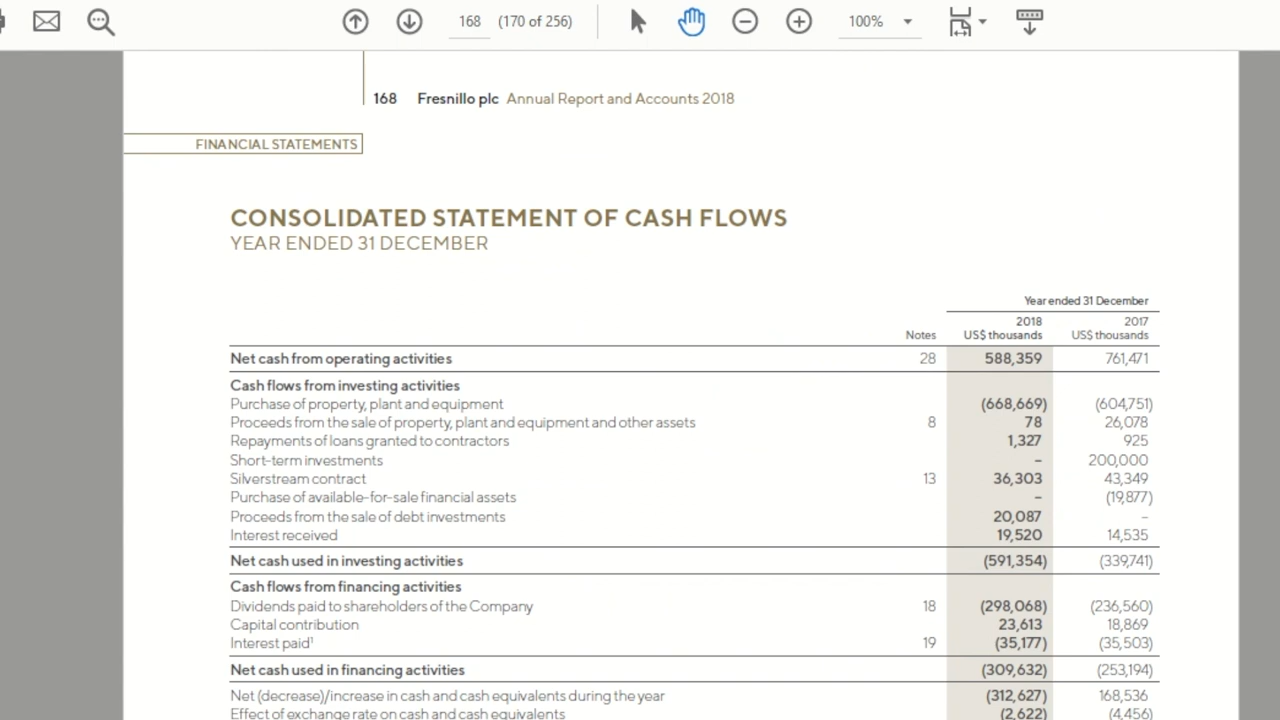 168 (170 of 256) 100%
168 Fresnillo plc Annual Report and Accounts 2018
FINANCIAL STATEMENTS
CONSOLIDATED STATEMENT OF CASH FLOWS
YEAR ENDED 31 DECEMBER
Year ended 31 December
Notes 2018 US$ thousands 2017 US$ thousands
Net cash from operating activities 28 588,359 761,471
Cash flows from investing activities
Purchase of property, plant and equipment (668,669) (604,751)
Proceeds from the sale of property, plant and equipment and other assets 8 78 26,078
Repayments of loans granted to contractors 1,327 925
Short-term investments – 200,000
Silverstream contract 13 36,303 43,349
Purchase of available-for-sale financial assets – (19,877)
Proceeds from the sale of debt investments 20,087 –
Interest received 19,520 14,535
Net cash used in investing activities (591,354) (339,741)
Cash flows from financing activities
Dividends paid to shareholders of the Company 18 (298,068) (236,560)
Capital contribution 23,613 18,869
Interest paid¹ 19 (35,177) (35,503)
Net cash used in financing activities (309,632) (253,194)
Net (decrease)/increase in cash and cash equivalents during the year (312,627) 168,536
Effect of exchange rate on cash and cash equivalents (2,622) (4,456)